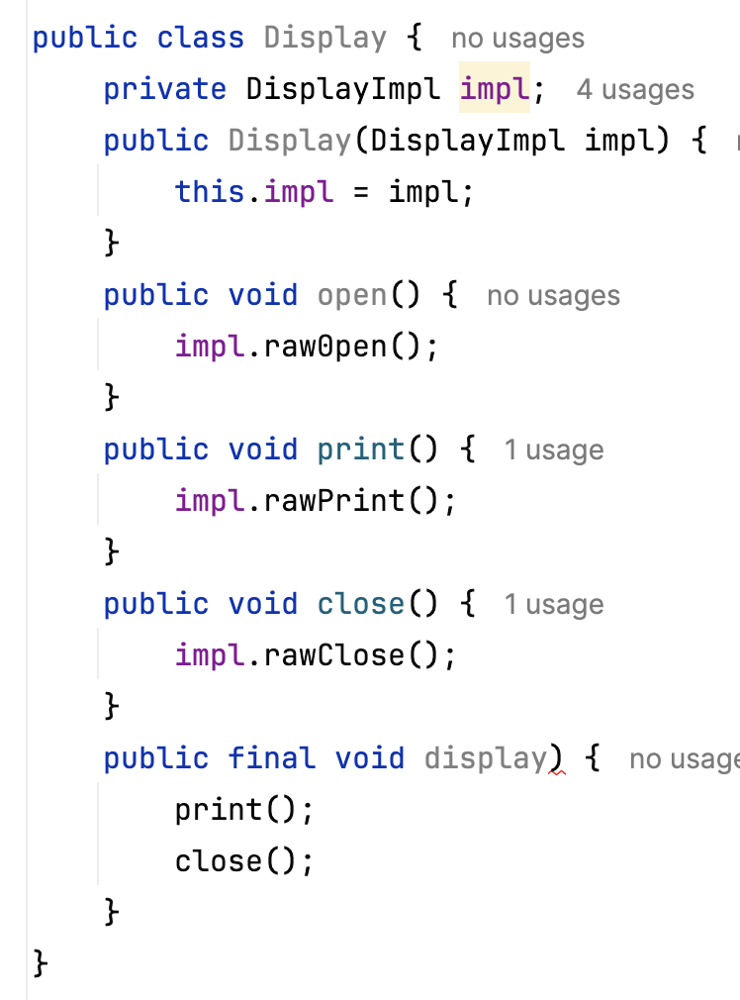 public class Display { no usages
private DisplayImpl impl; 4 usages
public Display(DisplayImpl impl) {
this.impl = impl;
}
public void open() { no usages
impl.raw0pen();
}
public void print() { 1 usage
impl.rawPrint();
}
public void close() { 1 usage
impl.rawClose();
}
public final void display) { no usage
print();
close();
}
}